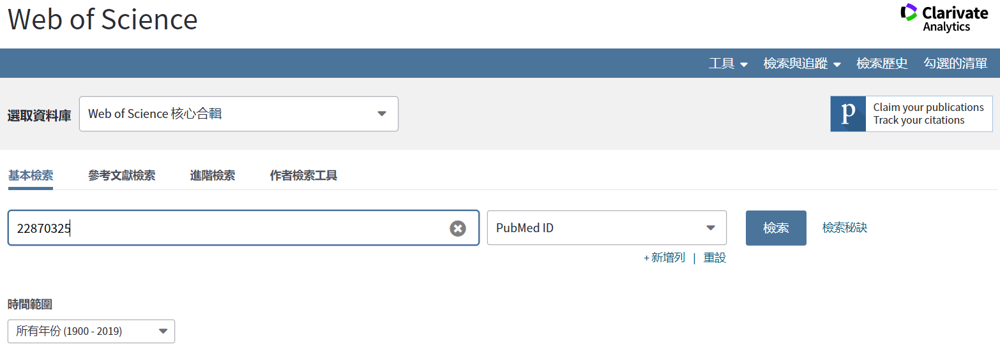 Web of Science
Clarivate
Analytics
工具 檢索與追蹤 檢索歷史 勾選的清單
選取資料庫 Web of Science 核心合輯
p
Claim your publications
Track your citations
基本檢索 參考文獻檢索 進階檢索 作者檢索工具
22870325 PubMed ID 檢索 檢索秘訣
+ 新增列 | 重設
時間範圍
所有年份 (1900 - 2019)